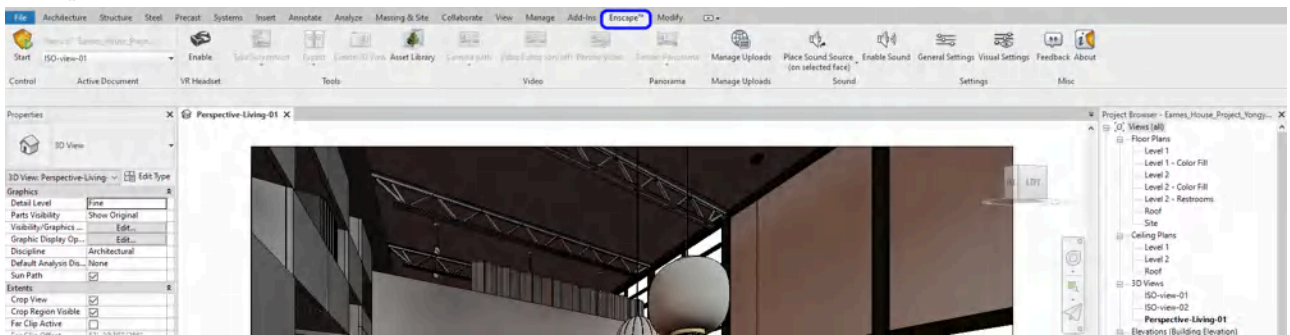 File Architecture Structure Steel Precast Systems Insert Annotate Analyze Massing & Site Collaborate View Manage Add-Ins Enscape™ Modify
Start ISO-view-01 Enable Asset Library Manage Uploads Place Sound Source (on selected face) Enable Sound General Settings Visual Settings Feedback About
Control Active Document VR Headset Tools Video Panorama Manage Uploads Sound Settings Misc
Properties
Perspective-Living-01
Project Browser - Eames_House_Project_Yongy...
3D View
3D View: Perspective-Living- Edit Type
Graphics
Detail Level Fine
Parts Visibility Show Original
Visibility/Graphics ... Edit...
Graphic Display Op... Edit...
Discipline Architectural
Default Analysis Dis... None
Sun Path
Extents
Crop View
Crop Region Visible
Far Clip Active
Views (all)
Floor Plans
Level 1
Level 1 - Color Fill
Level 2
Level 2 - Color Fill
Level 2 - Restrooms
Roof
Site
Ceiling Plans
Level 1
Level 2
Roof
3D Views
ISO-view-01
ISO-view-02
Perspective-Living-01
Elevations (Building Elevation)